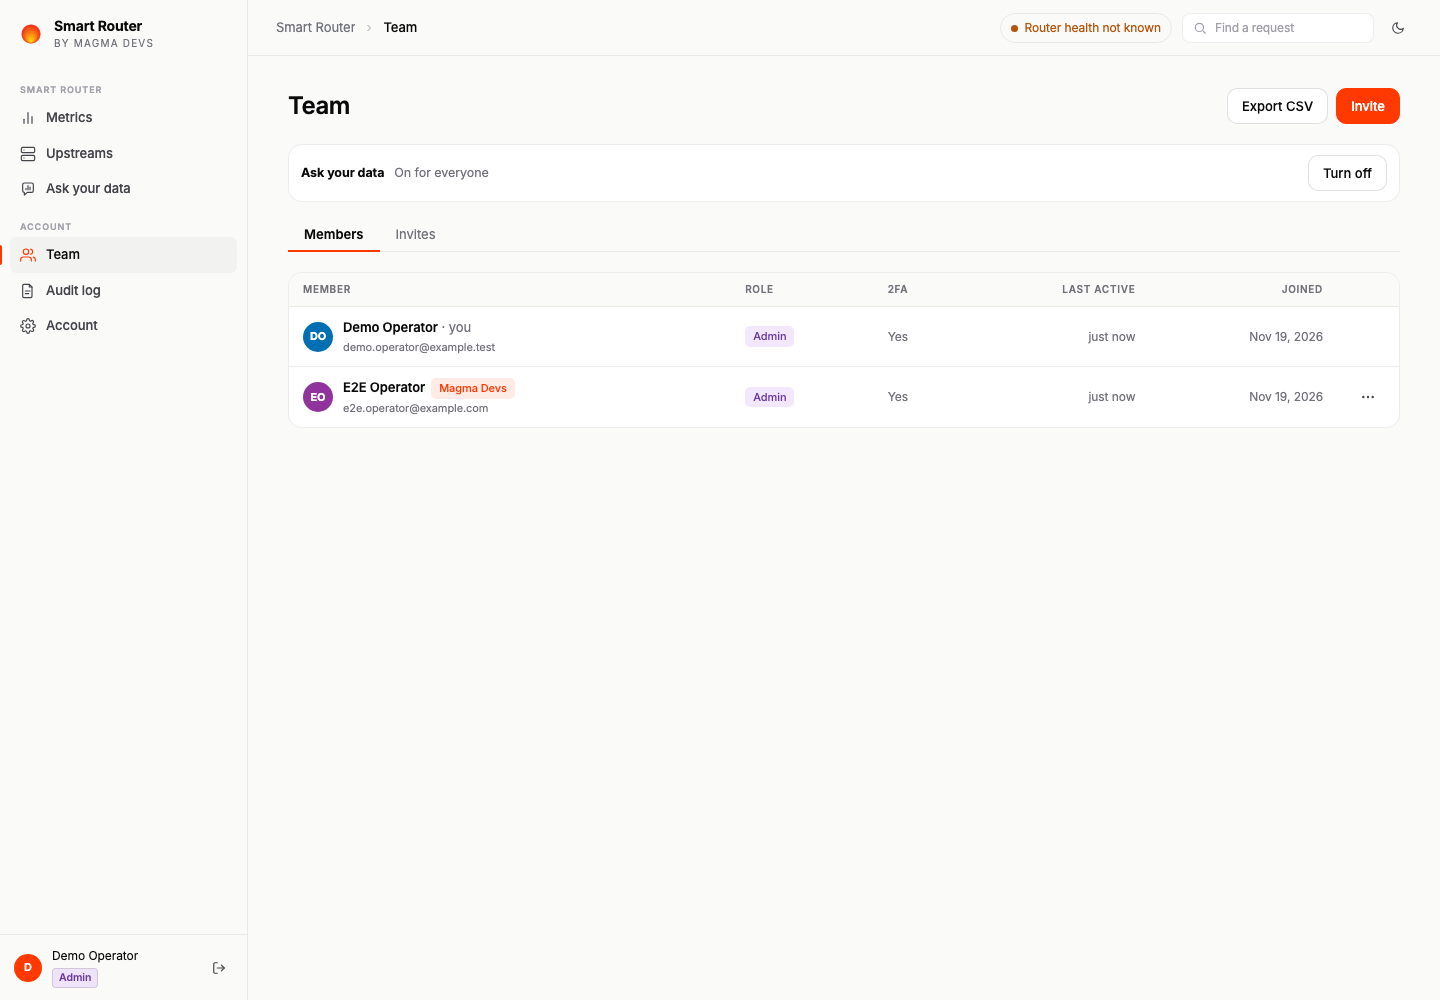 Smart Router
BY MAGMA DEVS
SMART ROUTER
Metrics
Upstreams
Ask your data
ACCOUNT
Team
Audit log
Account
Demo Operator
D
Admin
Smart Router › Team
Router health not known
Find a request
Team
Export CSV
Invite
Ask your data On for everyone
Turn off
Members Invites
MEMBER ROLE 2FA LAST ACTIVE JOINED
DO Demo Operator · you Admin Yes just now Nov 19, 2026
demo.operator@example.test
EO E2E Operator Magma Devs Admin Yes just now Nov 19, 2026
e2e.operator@example.com